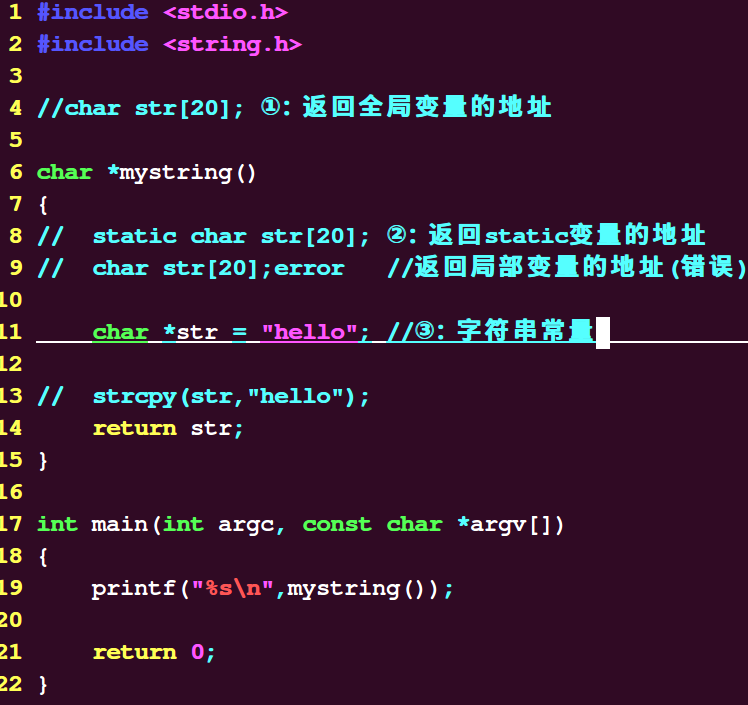 1 #include <stdio.h>
2 #include <string.h>
3
4 //char str[20]; ①: 返回全局变量的地址
5
6 char *mystring()
7 {
8 //  static char str[20]; ②: 返回static变量的地址
9 //  char str[20];error   //返回局部变量的地址(错误)
10
11     char *str = "hello"; //③: 字符串常量
12
13 //  strcpy(str,"hello");
14     return str;
15 }
16
17 int main(int argc, const char *argv[])
18 {
19     printf("%s\n",mystring());
20
21     return 0;
22 }